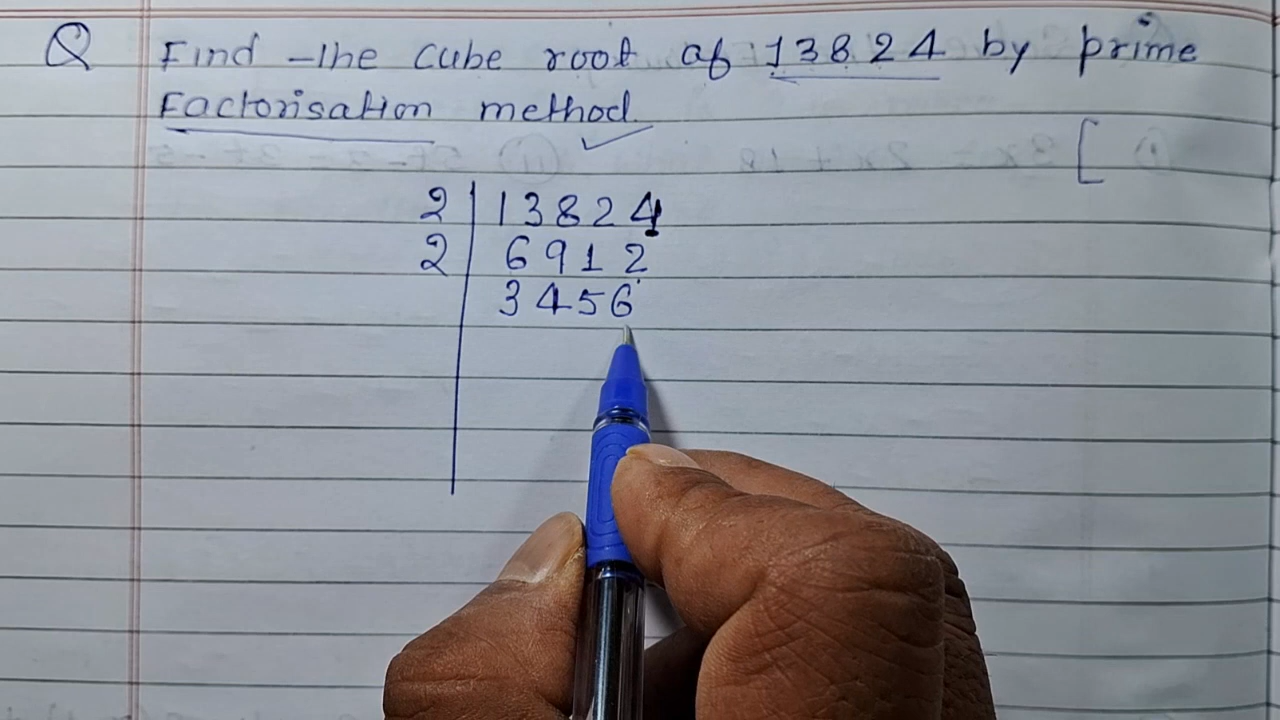 Q Find the cube root of 13824 by prime
Factorisation method
2 | 13824
2 | 6912
3456